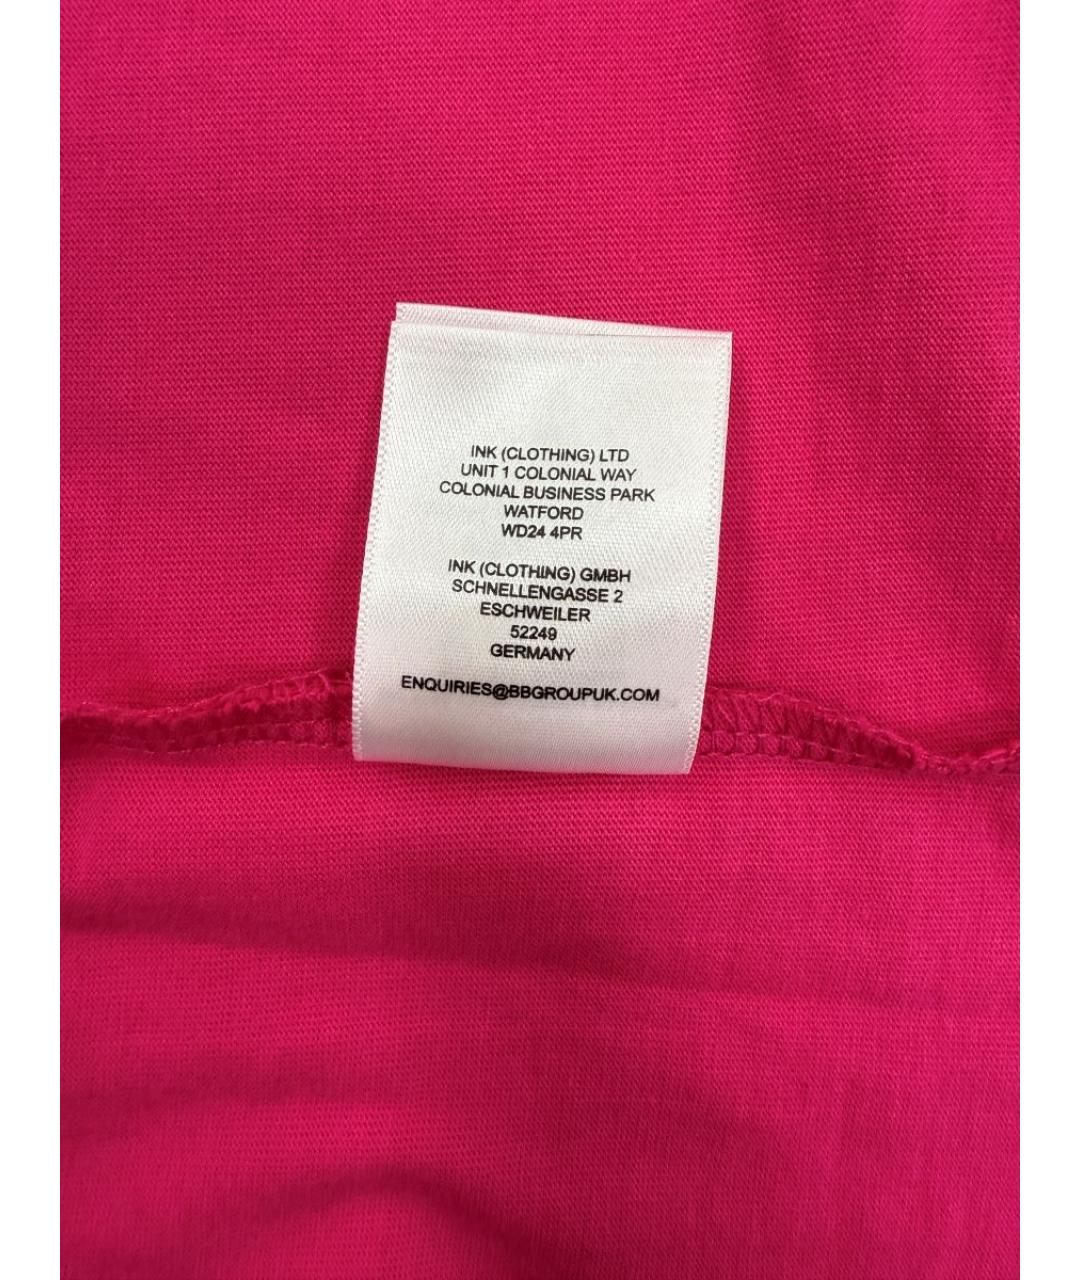 INK (CLOTHING) LTD
UNIT 1 COLONIAL WAY
COLONIAL BUSINESS PARK
WATFORD
WD24 4PR
INK (CLOTHING) GMBH
SCHNELLENGASSE 2
ESCHWEILER
52249
GERMANY
ENQUIRIES@BBGROUPUK.COM